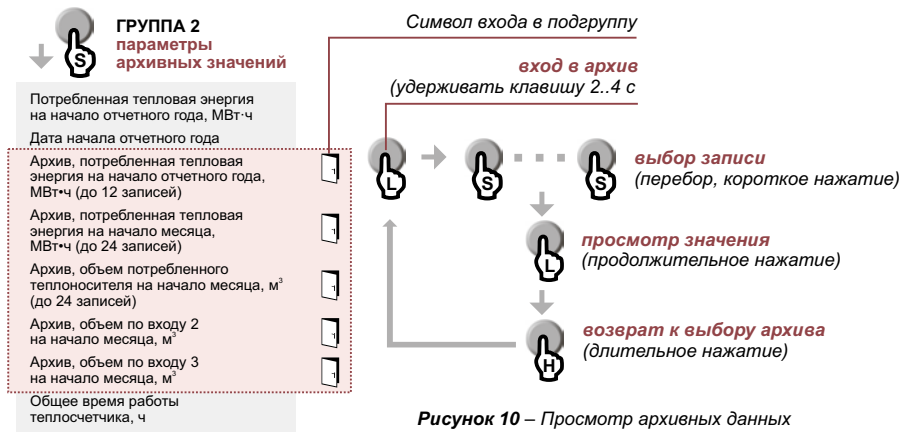 ГРУППА 2
параметры
архивных значений
S
Символ входа в подгруппу
вход в архив
(удерживать клавишу 2..4 с
Потребленная тепловая энергия
на начало отчетного года, МВт·ч
Дата начала отчетного года
Архив, потребленная тепловая
энергия на начало отчетного года,
МВт•ч (до 12 записей)
Архив, потребленная тепловая
энергия на начало месяца,
МВт•ч (до 24 записей)
Архив, объем потребленного
теплоносителя на начало месяца, м³
(до 24 записей)
Архив, объем по входу 2
на начало месяца, м³
Архив, объем по входу 3
на начало месяца, м³
Общее время работы
теплосчетчика, ч
L
S
S
выбор записи
(перебор, короткое нажатие)
L
просмотр значения
(продолжительное нажатие)
H
возврат к выбору архива
(длительное нажатие)
Рисунок 10 – Просмотр архивных данных